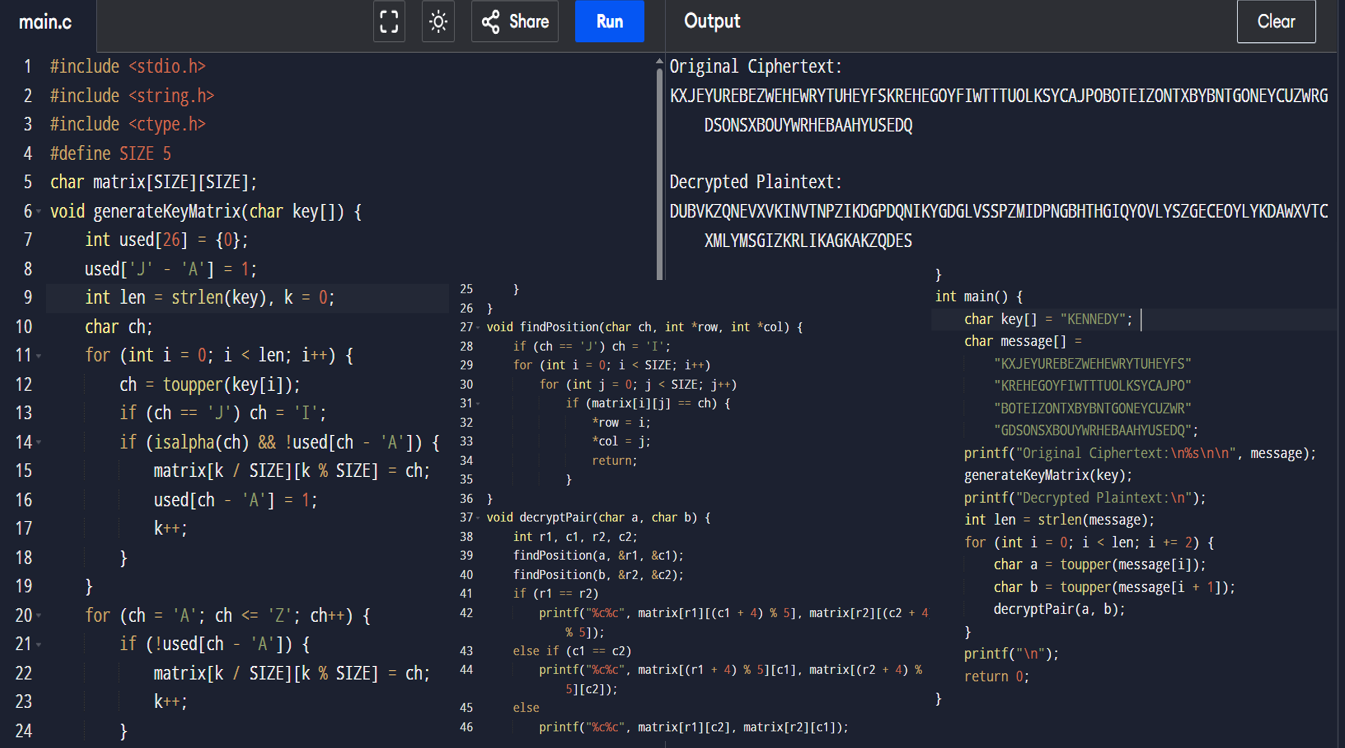 main.c
Share
Run
Output
Clear
1 #include <stdio.h>
2 #include <string.h>
3 #include <ctype.h>
4 #define SIZE 5
5 char matrix[SIZE][SIZE];
6 void generateKeyMatrix(char key[]) {
7 int used[26] = {0};
8 used['J' - 'A'] = 1;
9 int len = strlen(key), k = 0;
10 char ch;
11 for (int i = 0; i < len; i++) {
12 ch = toupper(key[i]);
13 if (ch == 'J') ch = 'I';
14 if (isalpha(ch) && !used[ch - 'A']) {
15 matrix[k / SIZE][k % SIZE] = ch;
16 used[ch - 'A'] = 1;
17 k++;
18 }
19 }
20 for (ch = 'A'; ch <= 'Z'; ch++) {
21 if (!used[ch - 'A']) {
22 matrix[k / SIZE][k % SIZE] = ch;
23 k++;
24 }
25 }
26 }
27 void findPosition(char ch, int *row, int *col) {
28 if (ch == 'J') ch = 'I';
29 for (int i = 0; i < SIZE; i++)
30 for (int j = 0; j < SIZE; j++)
31 if (matrix[i][j] == ch) {
32 *row = i;
33 *col = j;
34 return;
35 }
36 }
37 void decryptPair(char a, char b) {
38 int r1, c1, r2, c2;
39 findPosition(a, &r1, &c1);
40 findPosition(b, &r2, &c2);
41 if (r1 == r2)
42 printf("%c%c", matrix[r1][(c1 + 4) % 5], matrix[r2][(c2 + 4
% 5]);
43 else if (c1 == c2)
44 printf("%c%c", matrix[(r1 + 4) % 5][c1], matrix[(r2 + 4) %
5][c2]);
45 else
46 printf("%c%c", matrix[r1][c2], matrix[r2][c1]);
}
int main() {
char key[] = "KENNEDY";
char message[] =
"KXJEYUREBEZWEHEWRYTUHEYFS"
"KREHEGOYFIWTTTUOLKSYCAJPO"
"BOTEIZONTXBYBNTGONEYCUZWR"
"GDSONSXBOUYWRHEBAAHYUSEDQ";
printf("Original Ciphertext:\n%s\n\n", message);
generateKeyMatrix(key);
printf("Decrypted Plaintext:\n");
int len = strlen(message);
for (int i = 0; i < len; i += 2) {
char a = toupper(message[i]);
char b = toupper(message[i + 1]);
decryptPair(a, b);
}
printf("\n");
return 0;
}
Original Ciphertext:
KXJEYUREBEZWEHEWRYTUHEYFSKREHEGOYFIWTTTUOLKSYCAJPOBOTEIZONTXBYBNTGONEYCUZWRG
DSONSXBOUYWRHEBAAHYUSEDQ
Decrypted Plaintext:
DUBVKZQNEVXVKINVTNPZIKDGPDQNIKYGDGLVSSPZMIDPNGBHTHGIQYOVLYSZGECEOYLYKDAWXVTC
XMLYMSGIZKRLIKAGKAKZQDES